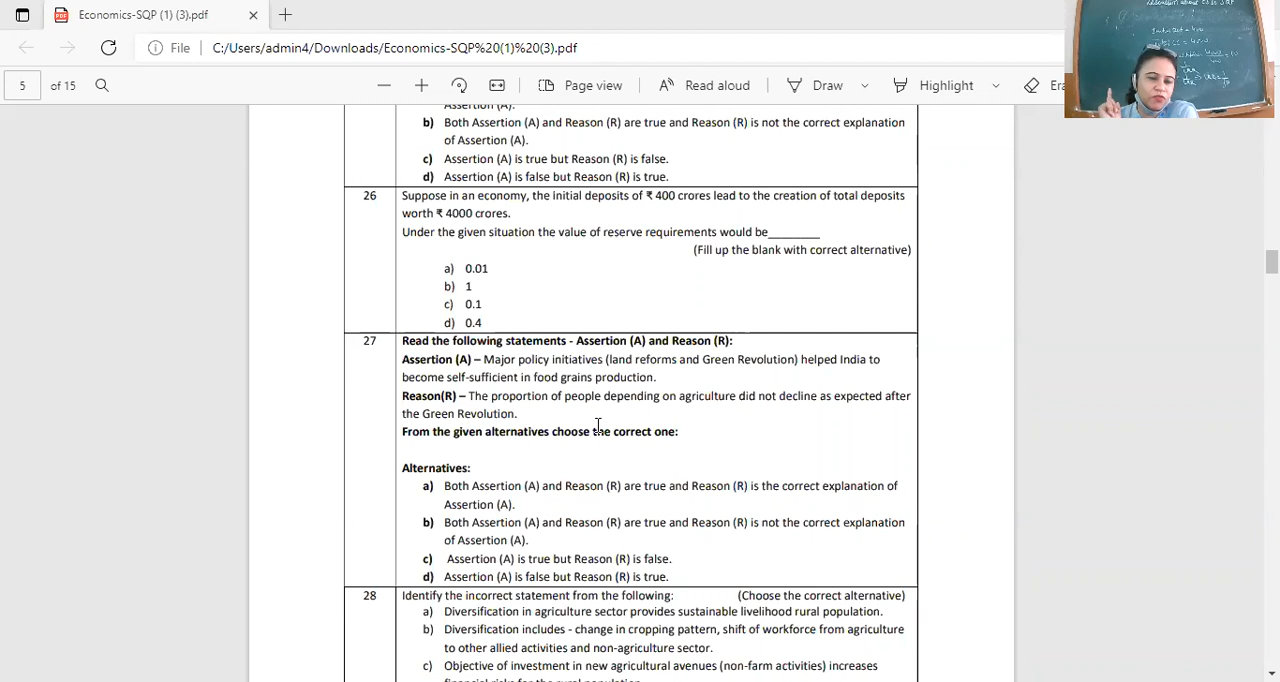 Economics-SQP (1) (3).pdf
File
C:/Users/admin4/Downloads/Economics-SQP%20(1)%20(3).pdf
5
of 15
Page view
Read aloud
Draw
Highlight
Era
Assertion (A).
b) Both Assertion (A) and Reason (R) are true and Reason (R) is not the correct explanation
of Assertion (A).
c) Assertion (A) is true but Reason (R) is false.
d) Assertion (A) is false but Reason (R) is true.
26
Suppose in an economy, the initial deposits of ₹ 400 crores lead to the creation of total deposits
worth ₹ 4000 crores.
Under the given situation the value of reserve requirements would be________
(Fill up the blank with correct alternative)
a) 0.01
b) 1
c) 0.1
d) 0.4
27
Read the following statements - Assertion (A) and Reason (R):
Assertion (A) – Major policy initiatives (land reforms and Green Revolution) helped India to
become self-sufficient in food grains production.
Reason(R) – The proportion of people depending on agriculture did not decline as expected after
the Green Revolution.
From the given alternatives choose the correct one:
Alternatives:
a) Both Assertion (A) and Reason (R) are true and Reason (R) is the correct explanation of
Assertion (A).
b) Both Assertion (A) and Reason (R) are true and Reason (R) is not the correct explanation
of Assertion (A).
c) Assertion (A) is true but Reason (R) is false.
d) Assertion (A) is false but Reason (R) is true.
28
Identify the incorrect statement from the following: (Choose the correct alternative)
a) Diversification in agriculture sector provides sustainable livelihood rural population.
b) Diversification includes - change in cropping pattern, shift of workforce from agriculture
to other allied activities and non-agriculture sector.
c) Objective of investment in new agricultural avenues (non-farm activities) increases
financial risks for the rural population.